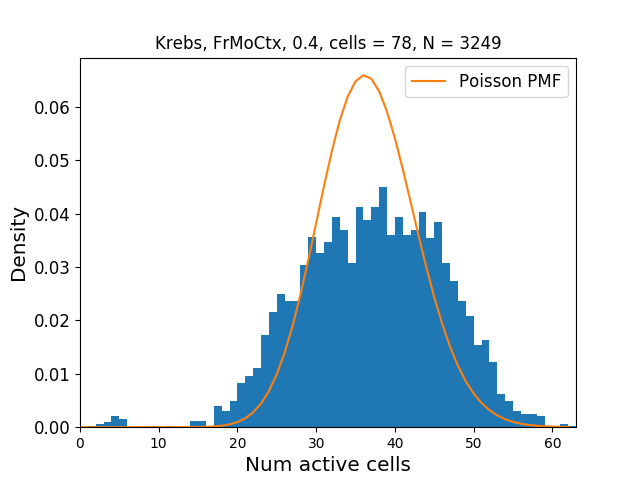 Krebs, FrMoCtx, 0.4, cells = 78, N = 3249
Poisson PMF
Density
0.06
0.05
0.04
0.03
0.02
0.01
0.00
0 10 20 30 40 50 60
Num active cells